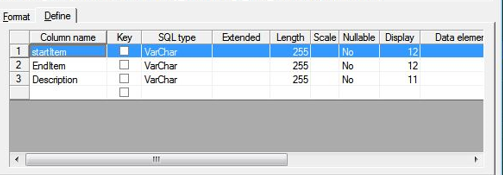 Format Define
Column name Key SQL type Extended Length Scale Nullable Display Data elemen
1 startItem VarChar 255 No 12
2 EndItem VarChar 255 No 12
3 Description VarChar 255 No 11